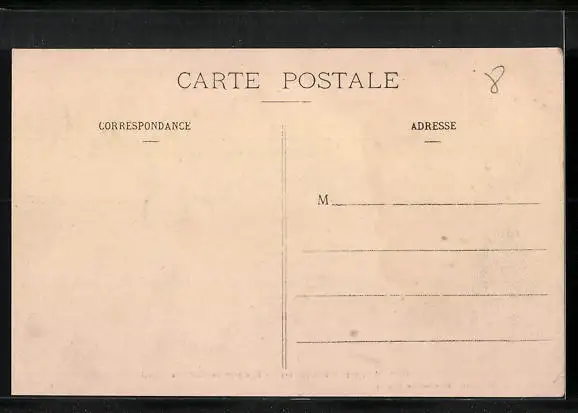 CARTE POSTALE
8
CORRESPONDANCE
ADRESSE
M